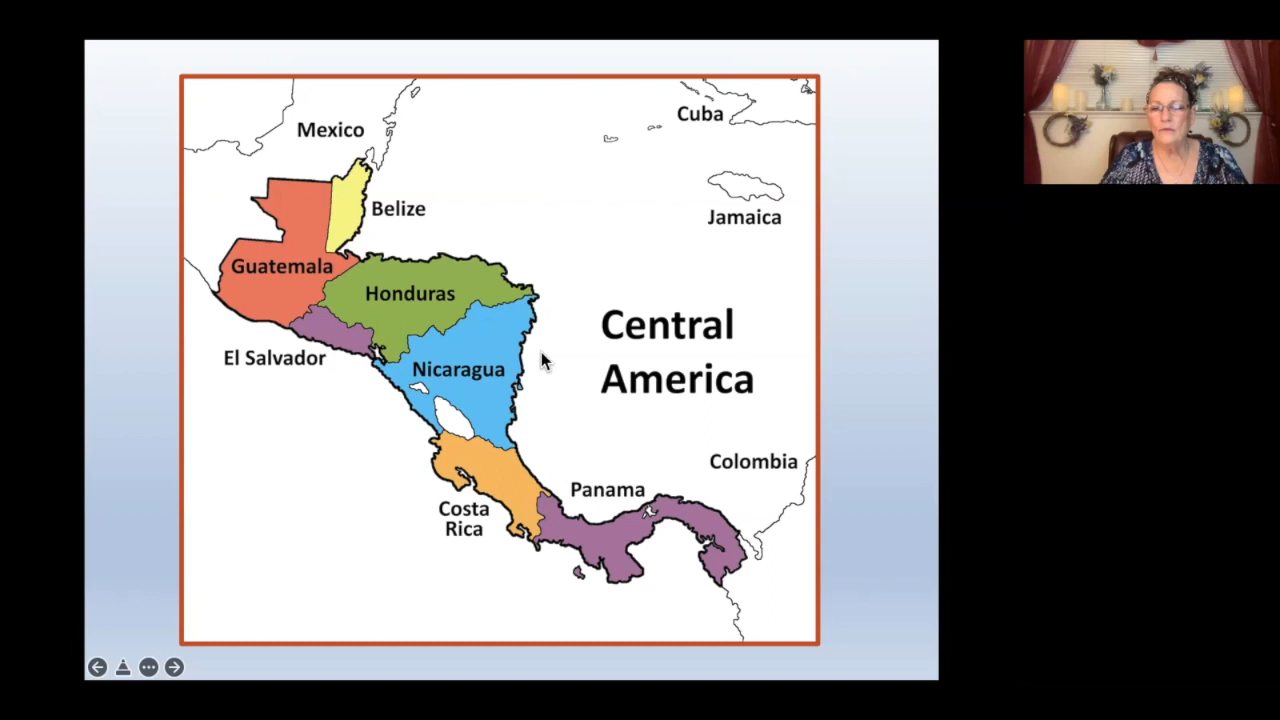 Mexico
Cuba
Belize
Jamaica
Guatemala
Honduras
Central
America
El Salvador
Nicaragua
Colombia
Panama
Costa
Rica